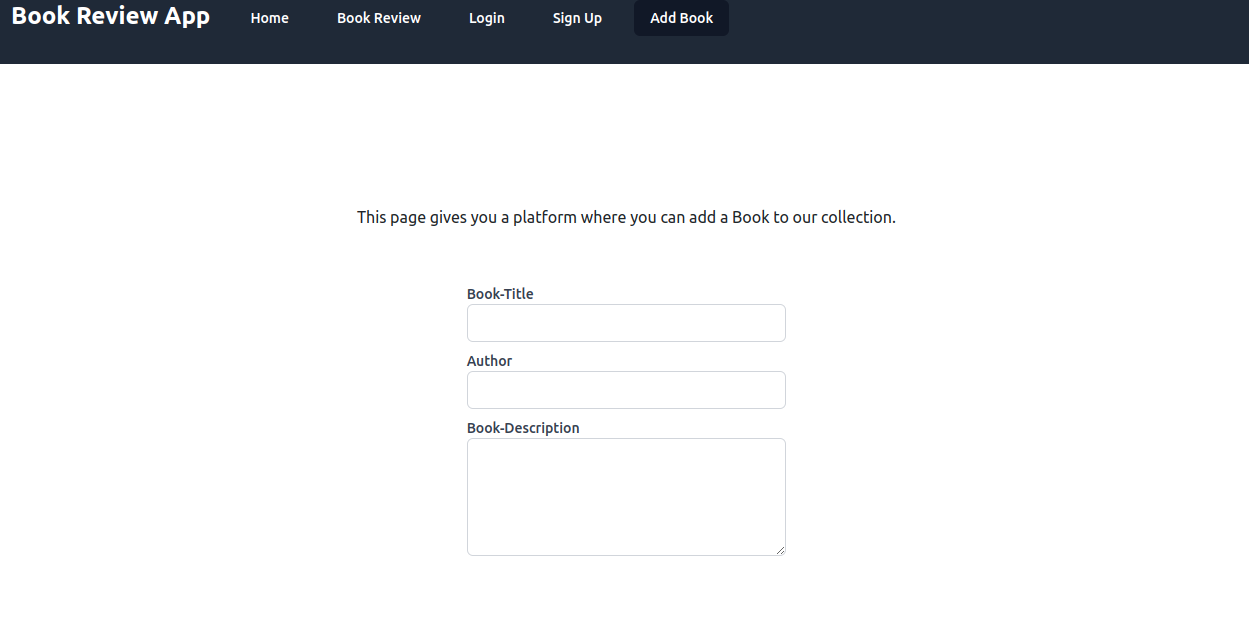 Book Review App Home Book Review Login Sign Up Add Book
This page gives you a platform where you can add a Book to our collection.
Book-Title
Author
Book-Description